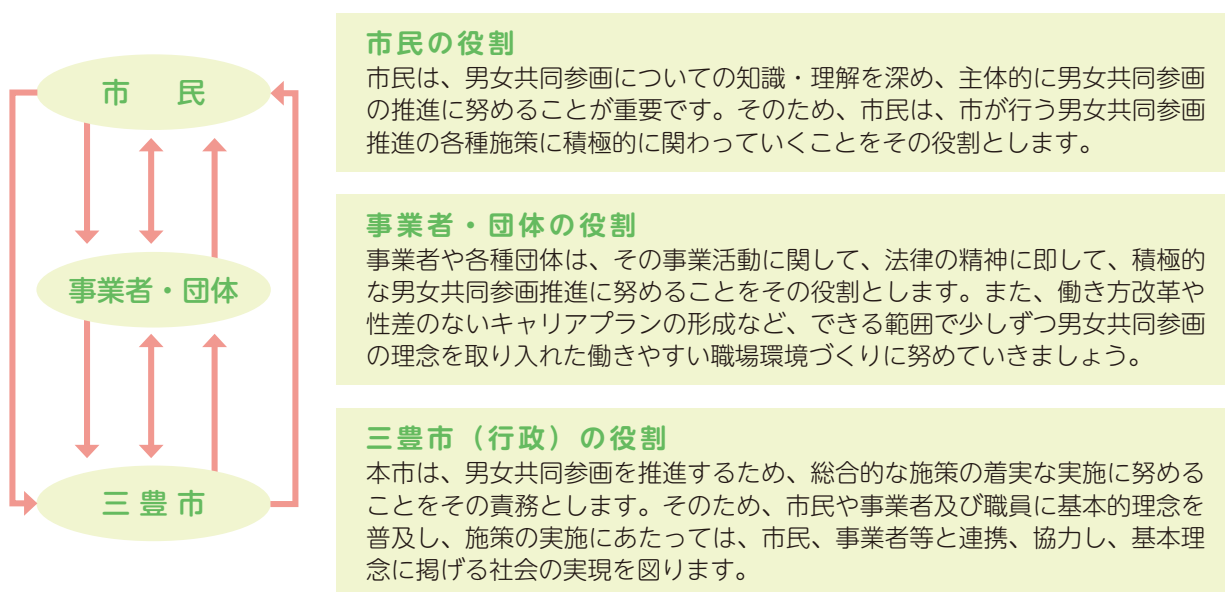 市　民
事業者・団体
三豊市
市民の役割
市民は、男女共同参画についての知識・理解を深め、主体的に男女共同参画
の推進に努めることが重要です。そのため、市民は、市が行う男女共同参画
推進の各種施策に積極的に関わっていくことをその役割とします。
事業者・団体の役割
事業者や各種団体は、その事業活動に関して、法律の精神に即して、積極的
な男女共同参画推進に努めることをその役割とします。また、働き方改革や
性差のないキャリアプランの形成など、できる範囲で少しずつ男女共同参画
の理念を取り入れた働きやすい職場環境づくりに努めていきましょう。
三豊市（行政）の役割
本市は、男女共同参画を推進するため、総合的な施策の着実な実施に努める
ことをその責務とします。そのため、市民や事業者及び職員に基本的理念を
普及し、施策の実施にあたっては、市民、事業者等と連携、協力し、基本理
念に掲げる社会の実現を図ります。